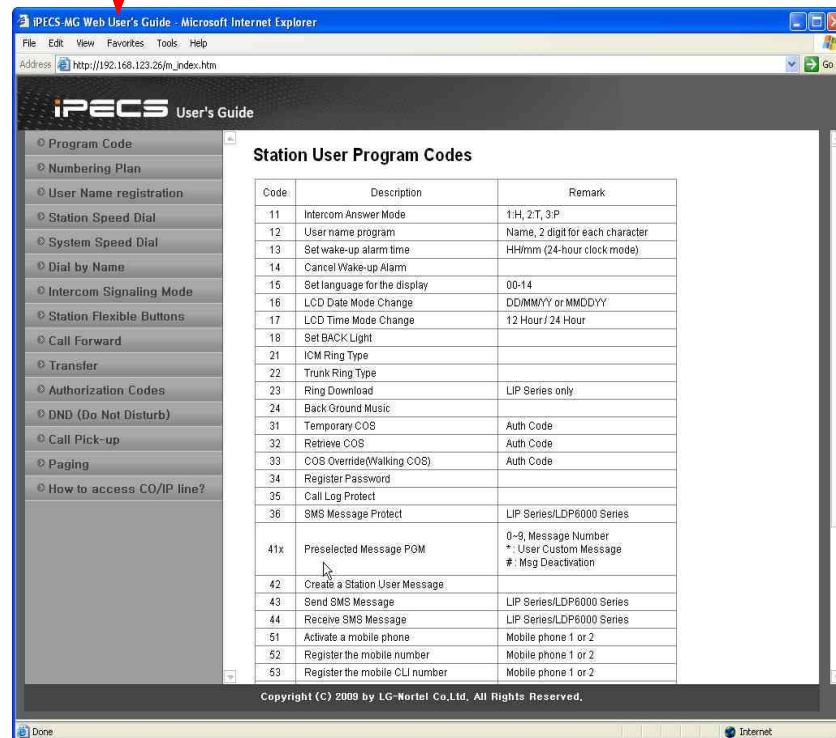 iPECS-MG Web User's Guide - Microsoft Internet Explorer
File Edit View Favorites Tools Help
Address http://192.168.123.26/m_index.htm Go
iPECS User's Guide
Program Code
Numbering Plan
User Name registration
Station Speed Dial
System Speed Dial
Dial by Name
Intercom Signaling Mode
Station Flexible Buttons
Call Forward
Transfer
Authorization Codes
DND (Do Not Disturb)
Call Pick-up
Paging
How to access CO/IP line?
Station User Program Codes
Code Description Remark
11 Intercom Answer Mode 1:H, 2:T, 3:P
12 User name program Name, 2 digit for each character
13 Set wake-up alarm time HH/mm (24-hour clock mode)
14 Cancel Wake-up Alarm
15 Set language for the display 00-14
16 LCD Date Mode Change DD/MM/YY or MMDDYY
17 LCD Time Mode Change 12 Hour / 24 Hour
18 Set BACK Light
21 ICM Ring Type
22 Trunk Ring Type
23 Ring Download LIP Series only
24 Back Ground Music
31 Temporary COS Auth Code
32 Retrieve COS Auth Code
33 COS Override(Walking COS) Auth Code
34 Register Password
35 Call Log Protect
36 SMS Message Protect LIP Series/LDP6000 Series
41x Preselected Message PGM 0~9, Message Number
* : User Custom Message
# : Msg Deactivation
42 Create a Station User Message
43 Send SMS Message LIP Series/LDP6000 Series
44 Receive SMS Message LIP Series/LDP6000 Series
51 Activate a mobile phone Mobile phone 1 or 2
52 Register the mobile number Mobile phone 1 or 2
53 Register the mobile CLI number Mobile phone 1 or 2
Copyright (C) 2009 by LG-Nortel Co,Ltd, All Rights Reserved,
Done Internet